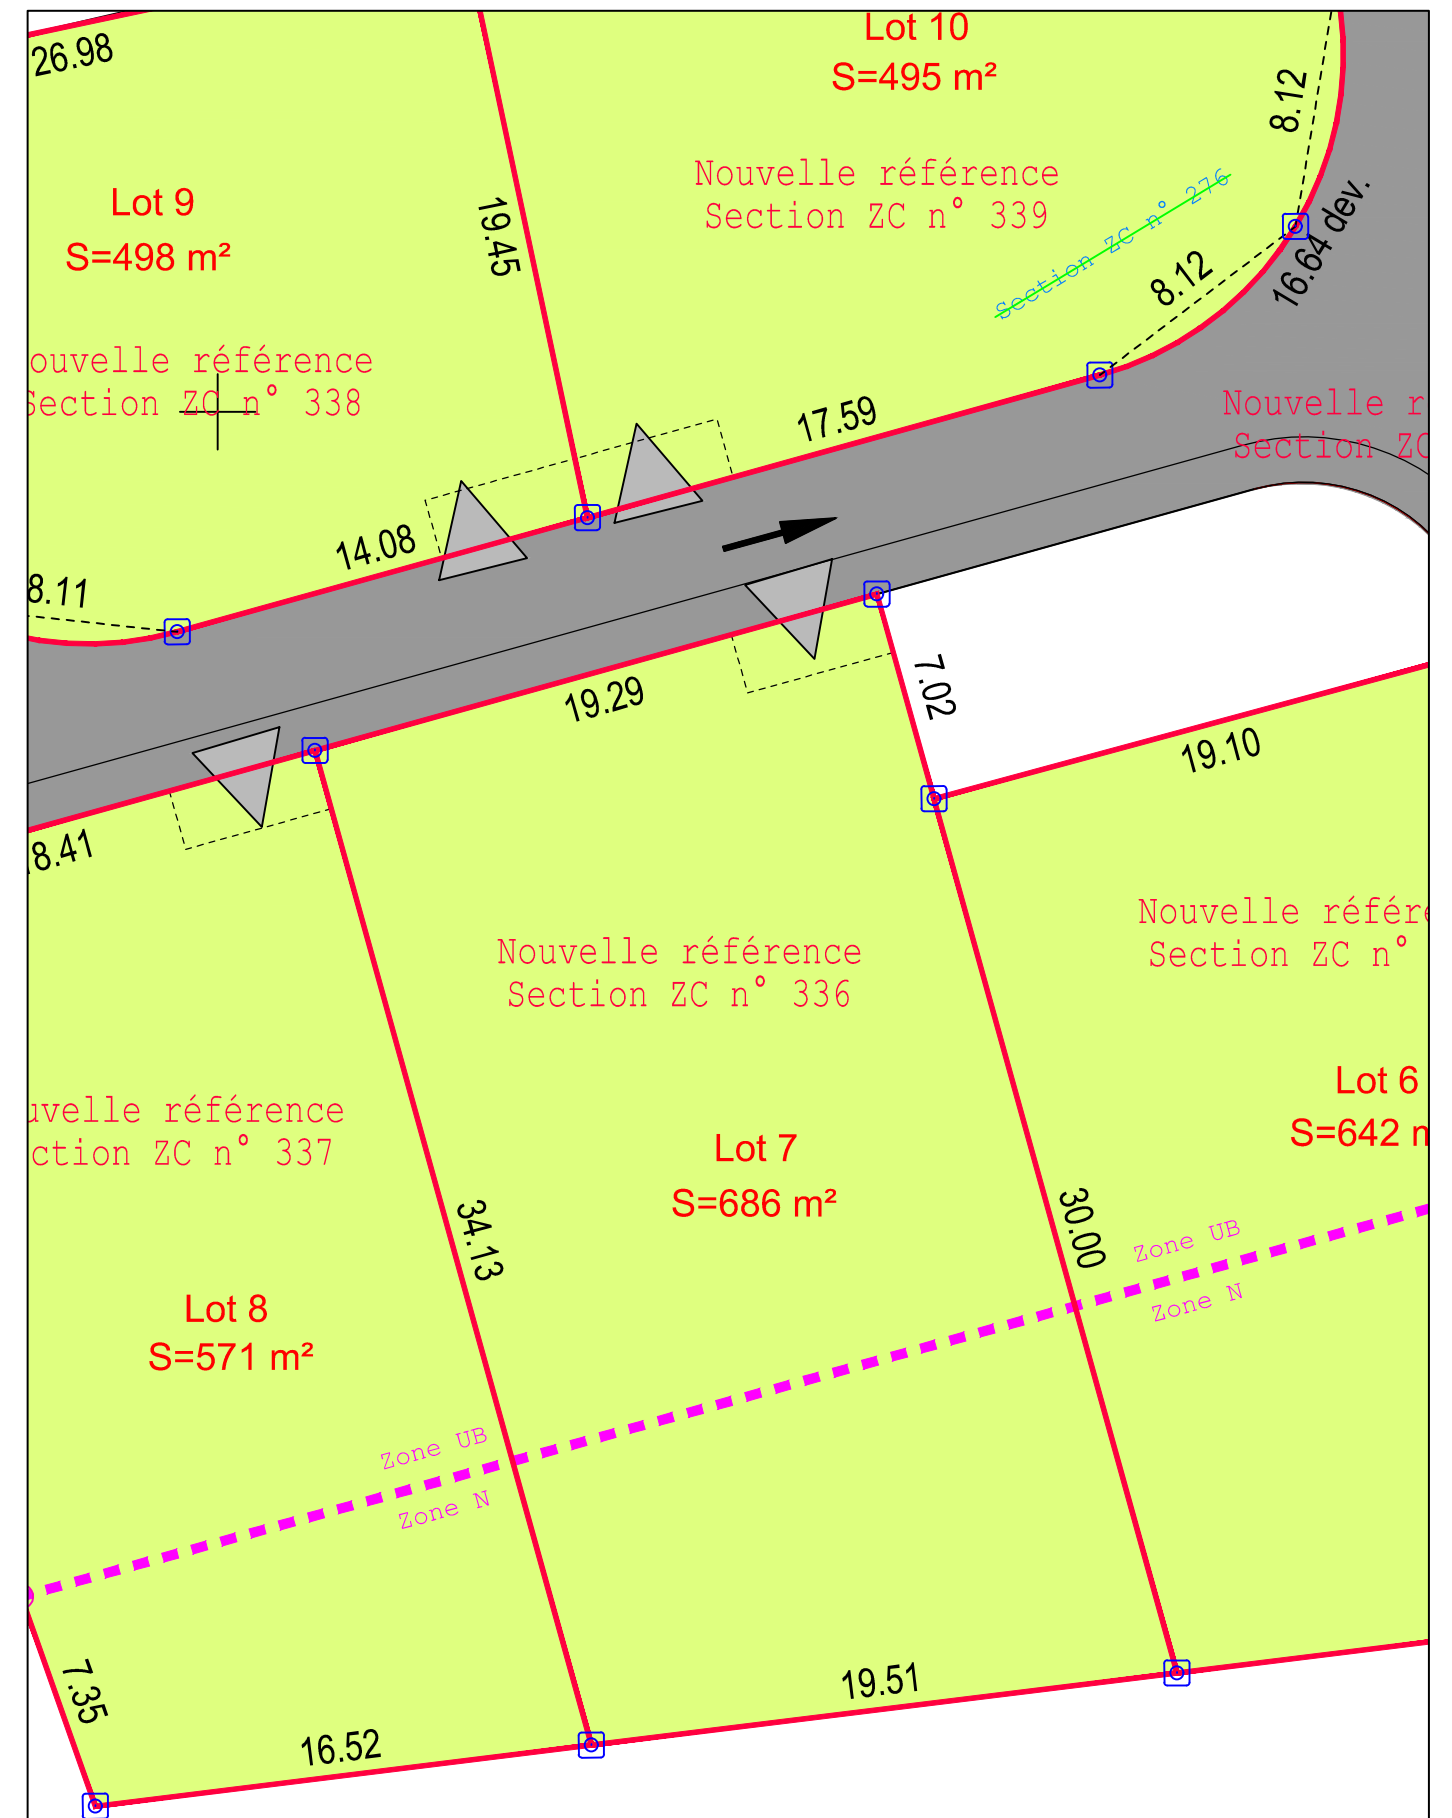 Lot 10
S=495 m²
26.98
8.12
Nouvelle référence
Section ZC n° 339
Section ZC n° 276
Lot 9
S=498 m²
19.45
8.12
16.64 dev.
ouvelle référence
Section ZC n° 338
17.59
Nouvelle r
Section ZC
14.08
8.11
19.29
7.02
19.10
8.41
Nouvelle référence
Section ZC n° 336
Nouvelle référe
Section ZC n°
Lot 6
S=642 m
uvelle référence
ction ZC n° 337
Lot 7
S=686 m²
34.13
30.00
Zone UB
Zone N
Lot 8
S=571 m²
Zone UB
Zone N
7.35
19.51
16.52